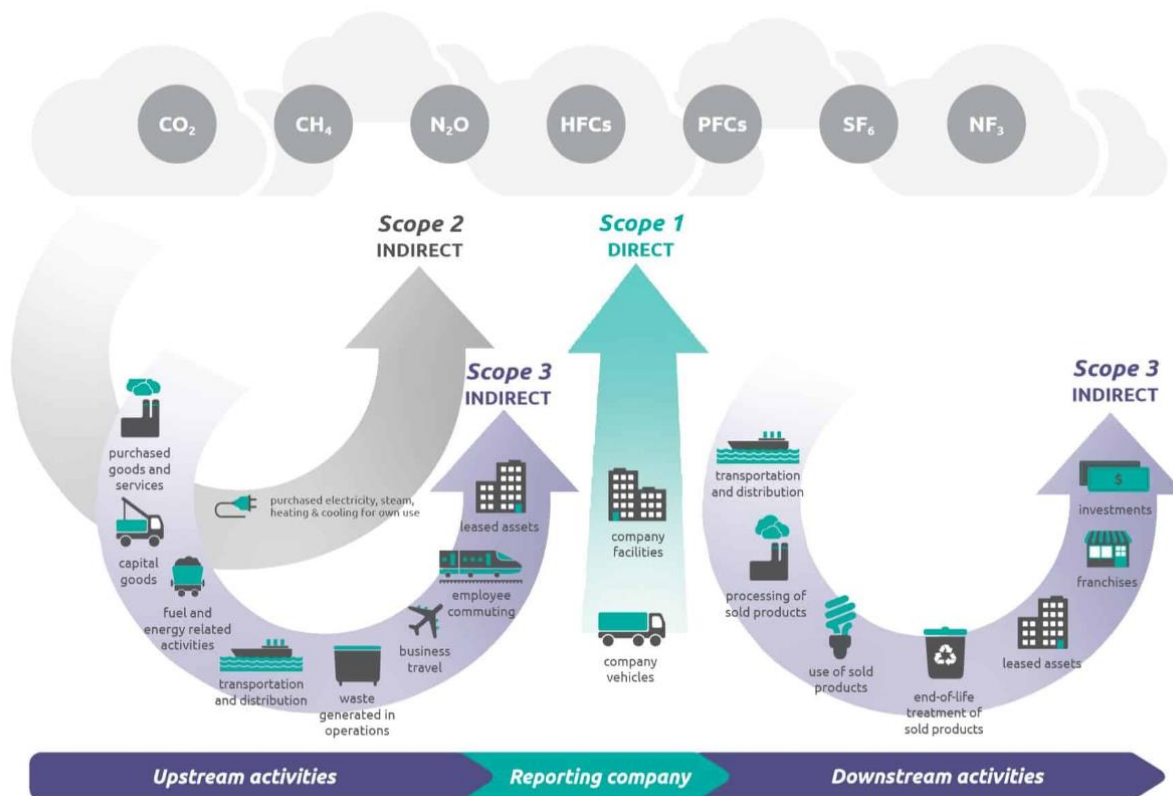 CO₂
CH₄
N₂O
HFCs
PFCs
SF₆
NF₃
Scope 2
INDIRECT
Scope 1
DIRECT
Scope 3
INDIRECT
Scope 3
INDIRECT
purchased
goods and
services
capital
goods
fuel and
energy related
activities
purchased electricity, steam,
heating & cooling for own use
transportation
and distribution
waste
generated in
operations
business
travel
employee
commuting
leased assets
company
facilities
company
vehicles
transportation
and distribution
processing of
sold products
use of sold
products
end-of-life
treatment of
sold products
leased assets
franchises
$
investments
Upstream activities
Reporting company
Downstream activities